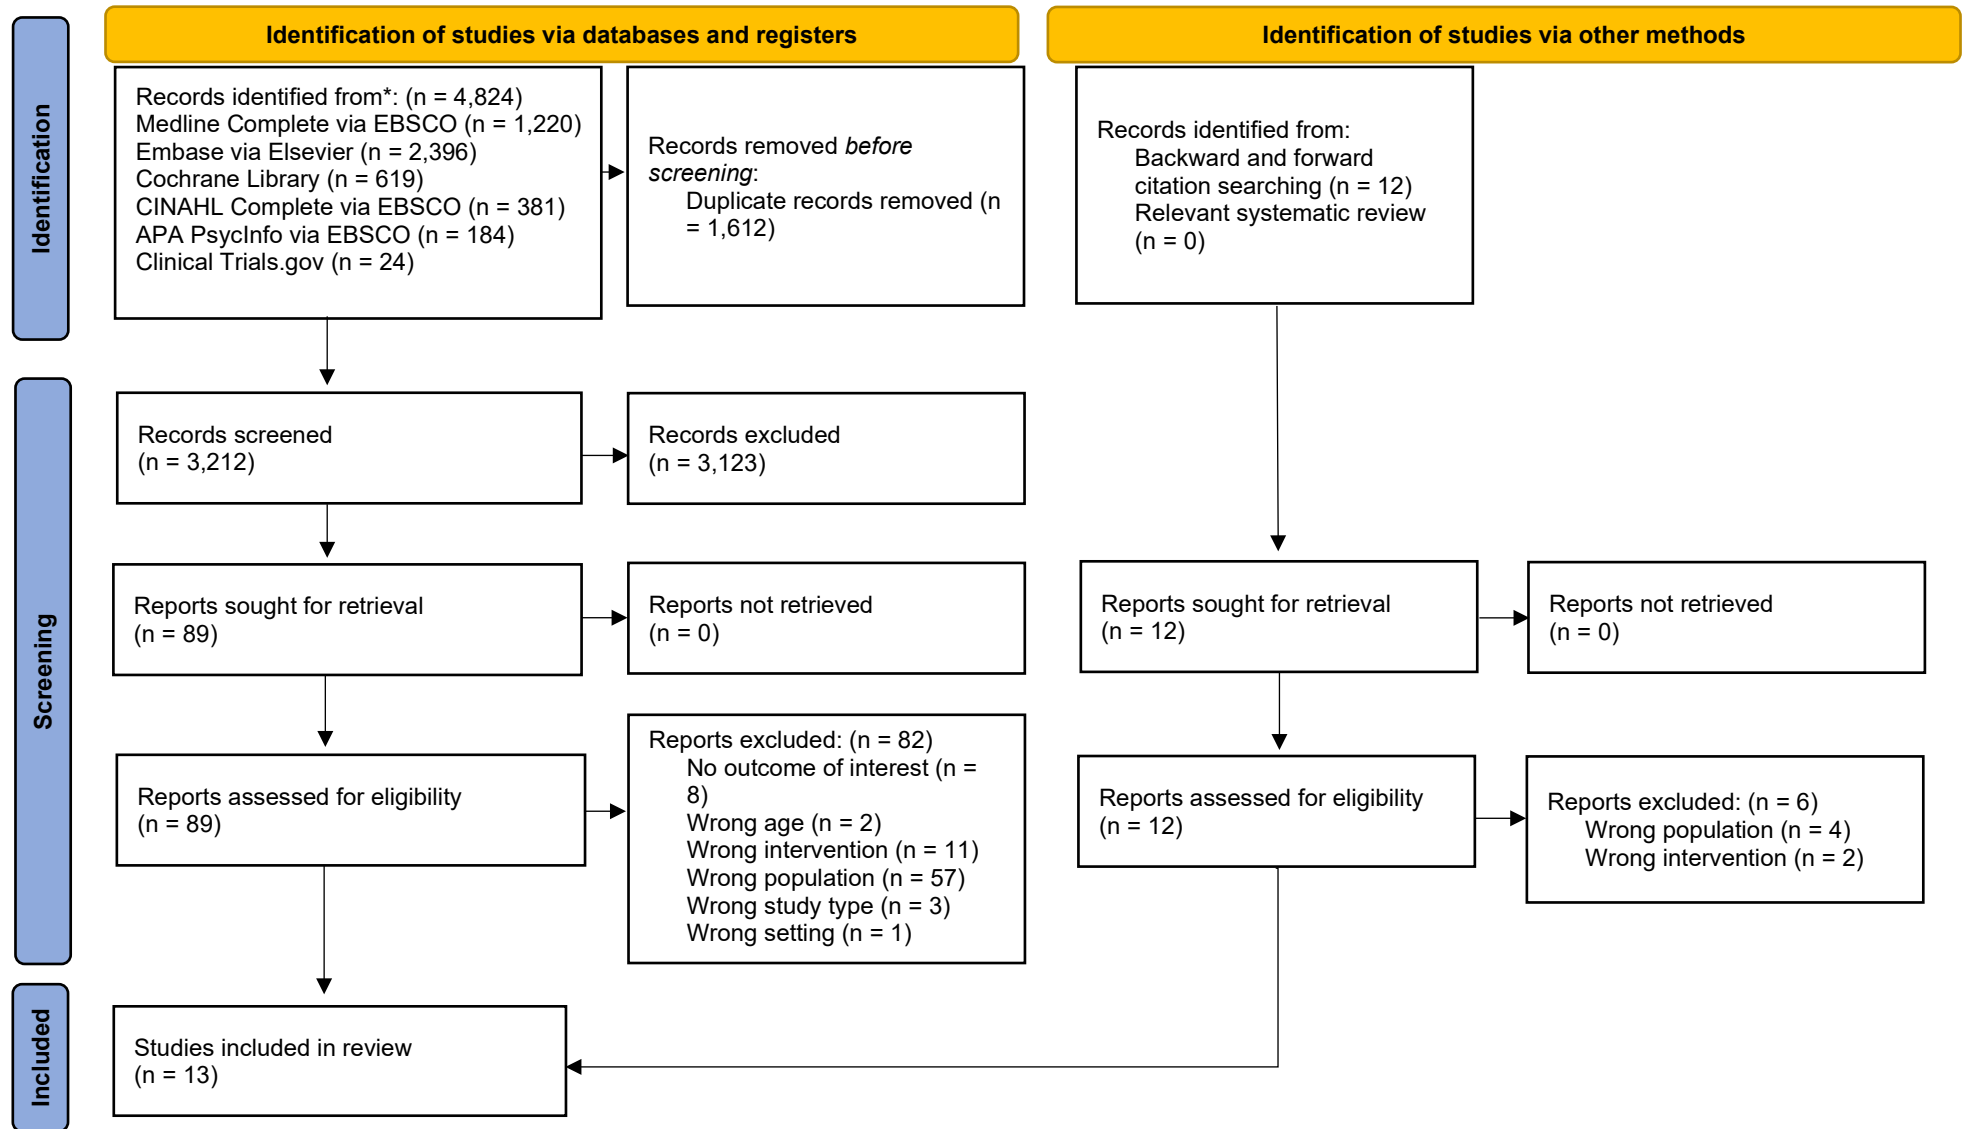 Identification of studies via databases and registers
Identification of studies via other methods
Identification
Records identified from*: (n = 4,824)
Medline Complete via EBSCO (n = 1,220)
Embase via Elsevier (n = 2,396)
Cochrane Library (n = 619)
CINAHL Complete via EBSCO (n = 381)
APA PsycInfo via EBSCO (n = 184)
Clinical Trials.gov (n = 24)
Records removed before
screening:
Duplicate records removed (n
= 1,612)
Records identified from:
Backward and forward
citation searching (n = 12)
Relevant systematic review
(n = 0)
Screening
Records screened
(n = 3,212)
Records excluded
(n = 3,123)
Reports sought for retrieval
(n = 89)
Reports not retrieved
(n = 0)
Reports sought for retrieval
(n = 12)
Reports not retrieved
(n = 0)
Reports assessed for eligibility
(n = 89)
Reports excluded: (n = 82)
No outcome of interest (n =
8)
Wrong age (n = 2)
Wrong intervention (n = 11)
Wrong population (n = 57)
Wrong study type (n = 3)
Wrong setting (n = 1)
Reports assessed for eligibility
(n = 12)
Reports excluded: (n = 6)
Wrong population (n = 4)
Wrong intervention (n = 2)
Included
Studies included in review
(n = 13)